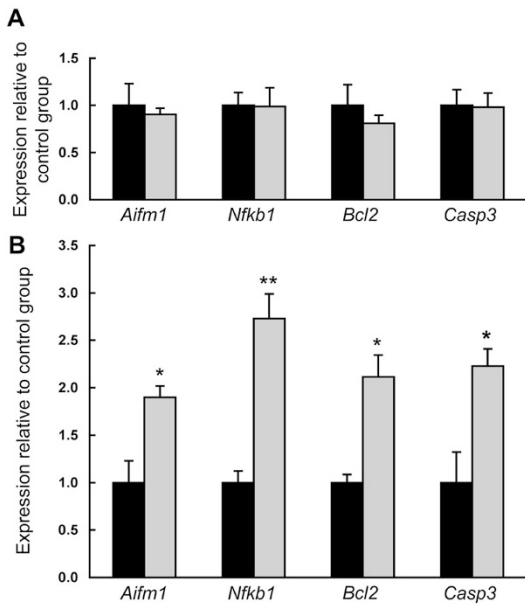 A
Expression relative to
control group
1.5
1.0
0.5
0.0
Aifm1 Nfkb1 Bcl2 Casp3
B
Expression relative to control group
3.5
3.0
2.5
2.0
1.5
1.0
0.5
0.0
*
**
*
*
Aifm1 Nfkb1 Bcl2 Casp3